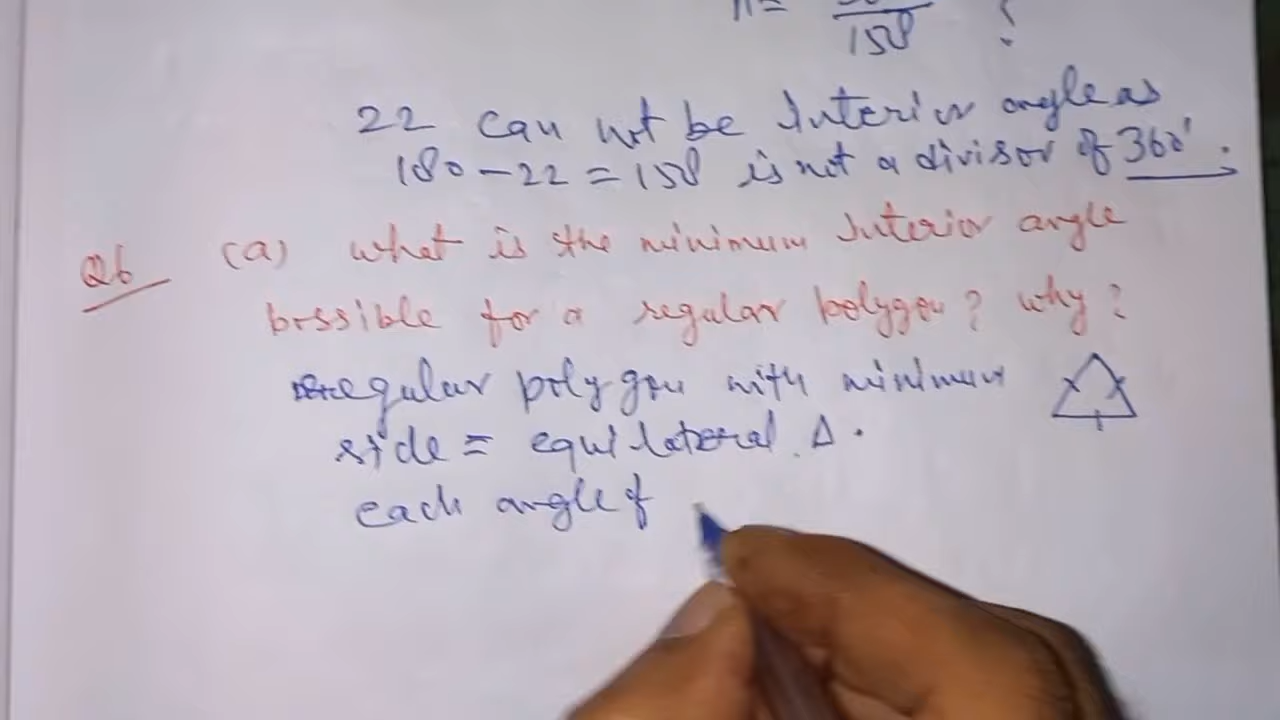 n=
158 ?
22 can not be Interior angle as
180-22=158 is not a divisor of 360°.
Q6 (a) What is the minimum Interior angle
possible for a regular polygon? why?
regular polygon with minimum
side = equilateral Δ.
each angle of